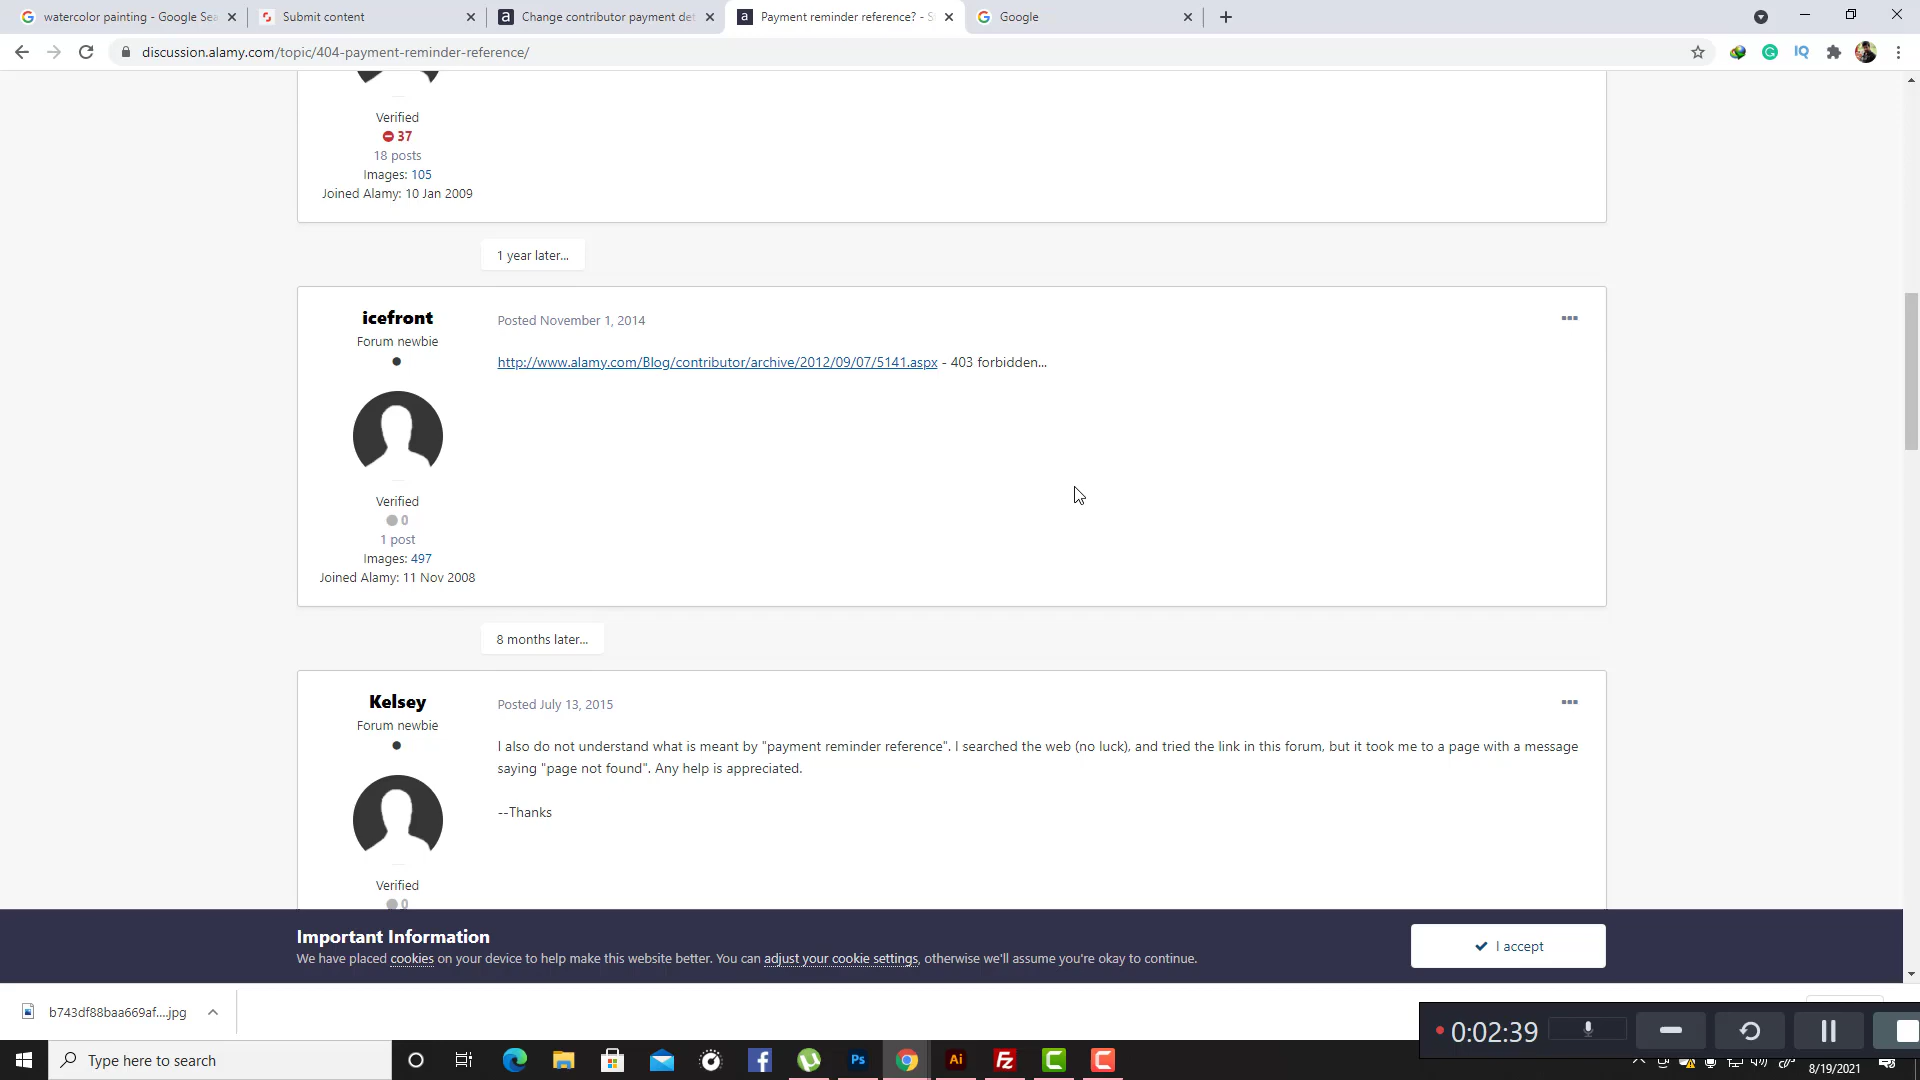 watercolor painting - Google Sea
Submit content
Change contributor payment det
Payment reminder reference? - S
Google
discussion.alamy.com/topic/404-payment-reminder-reference/
Verified
37
18 posts
Images: 105
Joined Alamy: 10 Jan 2009
1 year later...
icefront
Forum newbie
Posted November 1, 2014
http://www.alamy.com/Blog/contributor/archive/2012/09/07/5141.aspx - 403 forbidden...
Verified
0
1 post
Images: 497
Joined Alamy: 11 Nov 2008
8 months later...
Kelsey
Forum newbie
Posted July 13, 2015
I also do not understand what is meant by "payment reminder reference". I searched the web (no luck), and tried the link in this forum, but it took me to a page with a message
saying "page not found". Any help is appreciated.
--Thanks
Verified
0
Important Information
We have placed cookies on your device to help make this website better. You can adjust your cookie settings, otherwise we'll assume you're okay to continue.
I accept
b743df88baa669af....jpg
0:02:39
Type here to search
8/19/2021